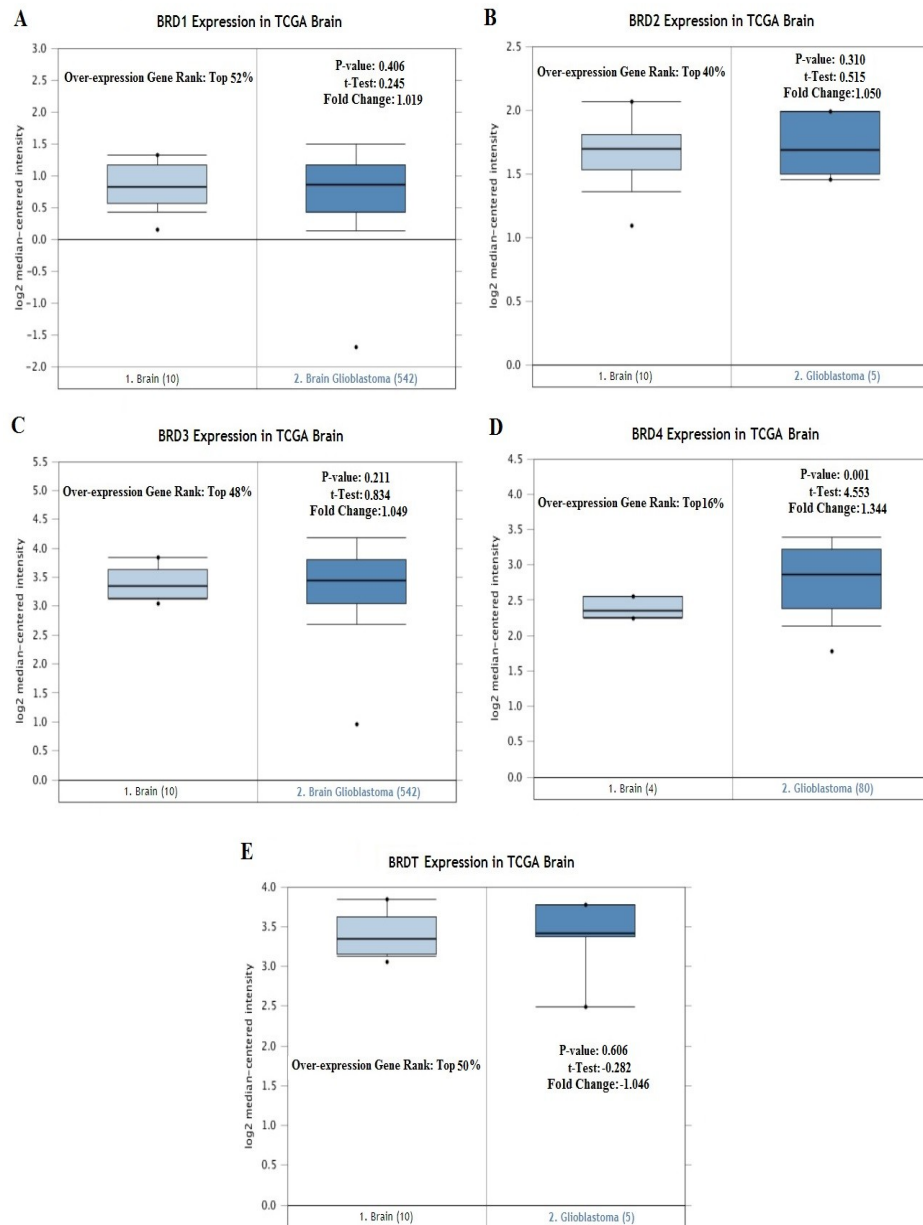 A
BRD1 Expression in TCGA Brain
log2 median-centered intensity
3.0
2.5
2.0
1.5
1.0
0.5
0.0
-0.5
-1.0
-1.5
-2.0
Over-expression Gene Rank: Top 52%
P-value: 0.406
t-Test: 0.245
Fold Change: 1.019
1. Brain (10)
2. Brain Glioblastoma (542)
B
BRD2 Expression in TCGA Brain
log2 median-centered intensity
2.5
2.0
1.5
1.0
0.5
0.0
Over-expression Gene Rank: Top 40%
P-value: 0.310
t-Test: 0.515
Fold Change:1.050
1. Brain (10)
2. Glioblastoma (5)
C
BRD3 Expression in TCGA Brain
log2 median-centered intensity
5.5
5.0
4.5
4.0
3.5
3.0
2.5
2.0
1.5
1.0
0.5
0.0
Over-expression Gene Rank: Top 48%
P-value: 0.211
t-Test: 0.834
Fold Change:1.049
1. Brain (10)
2. Brain Glioblastoma (542)
D
BRD4 Expression in TCGA Brain
log2 median-centered intensity
4.5
4.0
3.5
3.0
2.5
2.0
1.5
1.0
0.5
0.0
Over-expression Gene Rank: Top16%
P-value: 0.001
t-Test: 4.553
Fold Change:1.344
1. Brain (4)
2. Glioblastoma (80)
E
BRDT Expression in TCGA Brain
log2 median-centered intensity
4.0
3.5
3.0
2.5
2.0
1.5
1.0
0.5
0.0
Over-expression Gene Rank: Top 50%
P-value: 0.606
t-Test:-0.282
Fold Change:-1.046
1. Brain (10)
2. Glioblastoma (5)